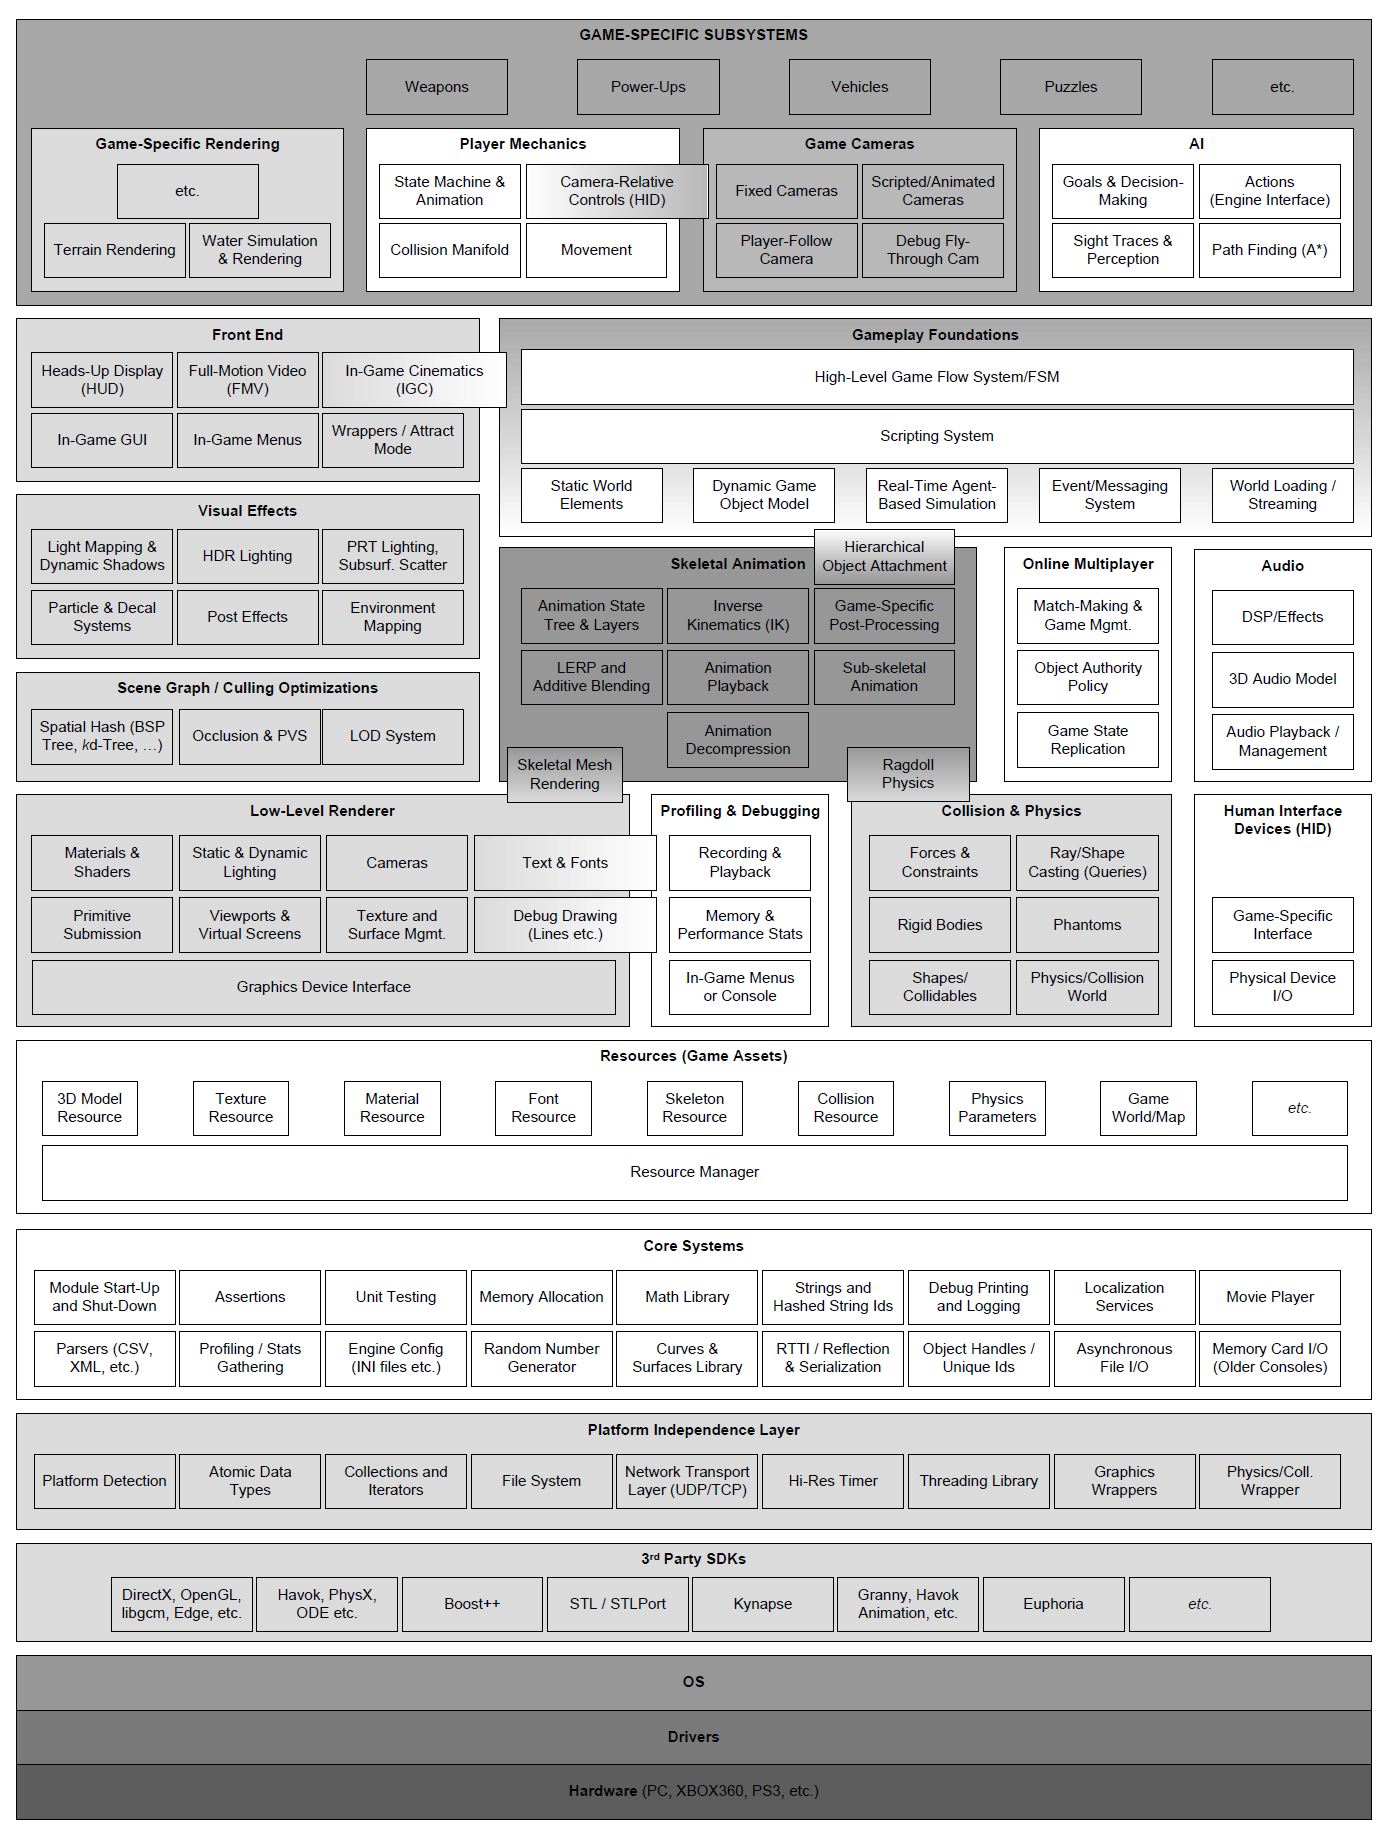 GAME-SPECIFIC SUBSYSTEMS
Weapons
Power-Ups
Vehicles
Puzzles
etc.
Game-Specific Rendering
etc.
Terrain Rendering
Water Simulation
& Rendering
Player Mechanics
State Machine &
Animation
Camera-Relative
Controls (HID)
Collision Manifold
Movement
Game Cameras
Fixed Cameras
Scripted/Animated
Cameras
Player-Follow
Camera
Debug Fly-
Through Cam
AI
Goals & Decision-
Making
Actions
(Engine Interface)
Sight Traces &
Perception
Path Finding (A*)
Front End
Heads-Up Display
(HUD)
Full-Motion Video
(FMV)
In-Game Cinematics
(IGC)
In-Game GUI
In-Game Menus
Wrappers / Attract
Mode
Gameplay Foundations
High-Level Game Flow System/FSM
Scripting System
Static World
Elements
Dynamic Game
Object Model
Real-Time Agent-
Based Simulation
Event/Messaging
System
World Loading /
Streaming
Visual Effects
Light Mapping &
Dynamic Shadows
HDR Lighting
PRT Lighting,
Subsurf. Scatter
Particle & Decal
Systems
Post Effects
Environment
Mapping
Hierarchical
Object Attachment
Skeletal Animation
Animation State
Tree & Layers
Inverse
Kinematics (IK)
Game-Specific
Post-Processing
LERP and
Additive Blending
Animation
Playback
Sub-skeletal
Animation
Animation
Decompression
Online Multiplayer
Match-Making &
Game Mgmt.
Object Authority
Policy
Game State
Replication
Audio
DSP/Effects
3D Audio Model
Audio Playback /
Management
Scene Graph / Culling Optimizations
Spatial Hash (BSP
Tree, kd-Tree, …)
Occlusion & PVS
LOD System
Skeletal Mesh
Rendering
Ragdoll
Physics
Low-Level Renderer
Materials &
Shaders
Static & Dynamic
Lighting
Cameras
Text & Fonts
Primitive
Submission
Viewports &
Virtual Screens
Texture and
Surface Mgmt.
Debug Drawing
(Lines etc.)
Graphics Device Interface
Profiling & Debugging
Recording &
Playback
Memory &
Performance Stats
In-Game Menus
or Console
Collision & Physics
Forces &
Constraints
Ray/Shape
Casting (Queries)
Rigid Bodies
Phantoms
Shapes/
Collidables
Physics/Collision
World
Human Interface
Devices (HID)
Game-Specific
Interface
Physical Device
I/O
Resources (Game Assets)
3D Model
Resource
Texture
Resource
Material
Resource
Font
Resource
Skeleton
Resource
Collision
Resource
Physics
Parameters
Game
World/Map
etc.
Resource Manager
Core Systems
Module Start-Up
and Shut-Down
Assertions
Unit Testing
Memory Allocation
Math Library
Strings and
Hashed String Ids
Debug Printing
and Logging
Localization
Services
Movie Player
Parsers (CSV,
XML, etc.)
Profiling / Stats
Gathering
Engine Config
(INI files etc.)
Random Number
Generator
Curves &
Surfaces Library
RTTI / Reflection
& Serialization
Object Handles /
Unique Ids
Asynchronous
File I/O
Memory Card I/O
(Older Consoles)
Platform Independence Layer
Platform Detection
Atomic Data
Types
Collections and
Iterators
File System
Network Transport
Layer (UDP/TCP)
Hi-Res Timer
Threading Library
Graphics
Wrappers
Physics/Coll.
Wrapper
3rd Party SDKs
DirectX, OpenGL,
libgcm, Edge, etc.
Havok, PhysX,
ODE etc.
Boost++
STL / STLPort
Kynapse
Granny, Havok
Animation, etc.
Euphoria
etc.
OS
Drivers
Hardware (PC, XBOX360, PS3, etc.)